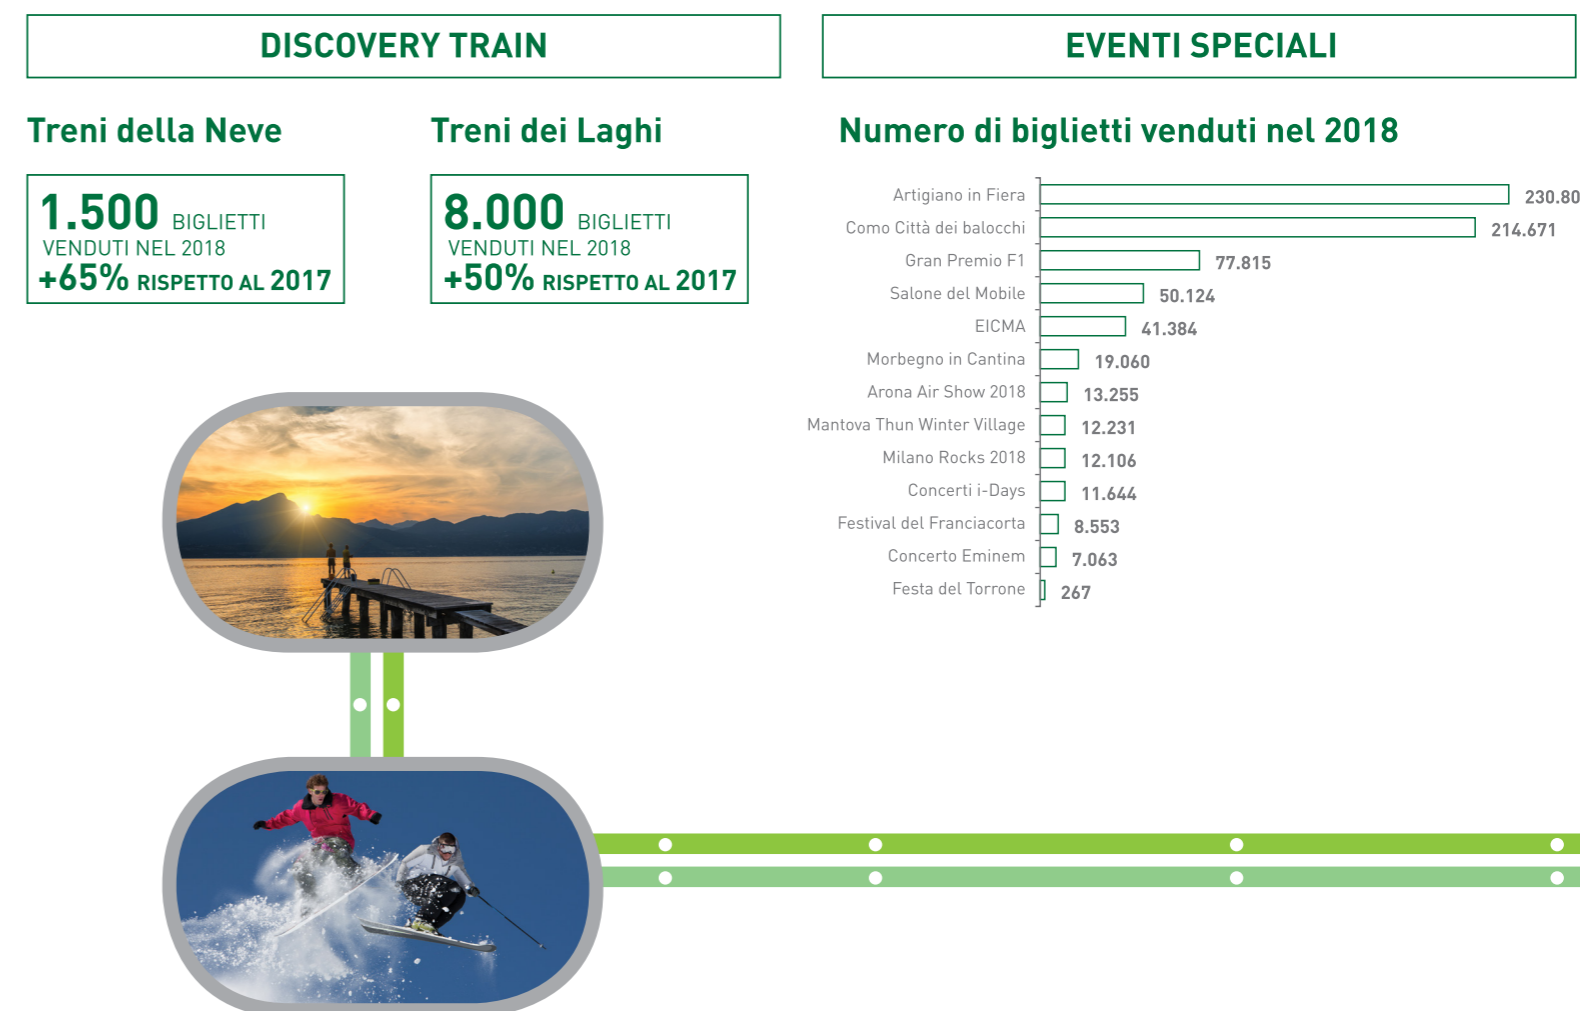 DISCOVERY TRAIN
Treni della Neve
1.500 BIGLIETTI
VENDUTI NEL 2018
+65% RISPETTO AL 2017
Treni dei Laghi
8.000 BIGLIETTI
VENDUTI NEL 2018
+50% RISPETTO AL 2017
EVENTI SPECIALI
Numero di biglietti venduti nel 2018
Artigiano in Fiera 230.80
Como Città dei balocchi 214.671
Gran Premio F1 77.815
Salone del Mobile 50.124
EICMA 41.384
Morbegno in Cantina 19.060
Arona Air Show 2018 13.255
Mantova Thun Winter Village 12.231
Milano Rocks 2018 12.106
Concerti i-Days 11.644
Festival del Franciacorta 8.553
Concerto Eminem 7.063
Festa del Torrone 267